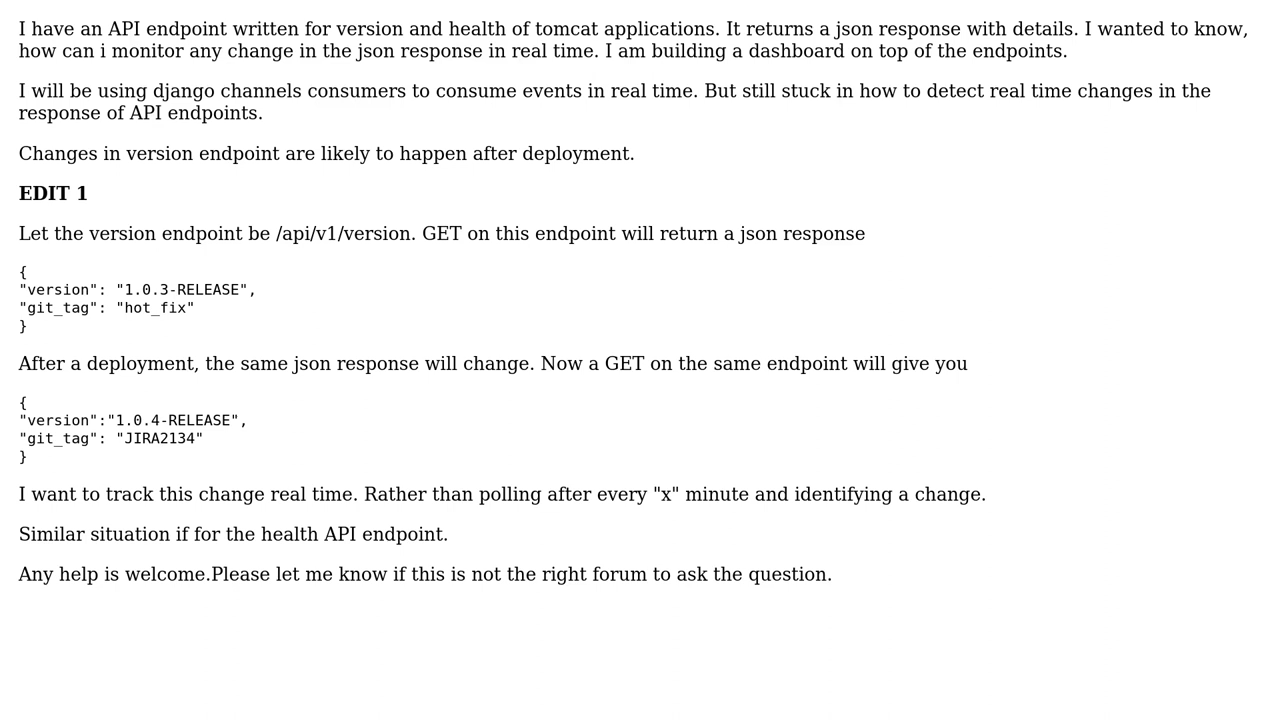 I have an API endpoint written for version and health of tomcat applications. It returns a json response with details. I wanted to know,
how can i monitor any change in the json response in real time. I am building a dashboard on top of the endpoints.
I will be using django channels consumers to consume events in real time. But still stuck in how to detect real time changes in the
response of API endpoints.
Changes in version endpoint are likely to happen after deployment.
EDIT 1
Let the version endpoint be /api/v1/version. GET on this endpoint will return a json response
{
"version": "1.0.3-RELEASE",
"git_tag": "hot_fix"
}
After a deployment, the same json response will change. Now a GET on the same endpoint will give you
{
"version":"1.0.4-RELEASE",
"git_tag": "JIRA2134"
}
I want to track this change real time. Rather than polling after every "x" minute and identifying a change.
Similar situation if for the health API endpoint.
Any help is welcome.Please let me know if this is not the right forum to ask the question.